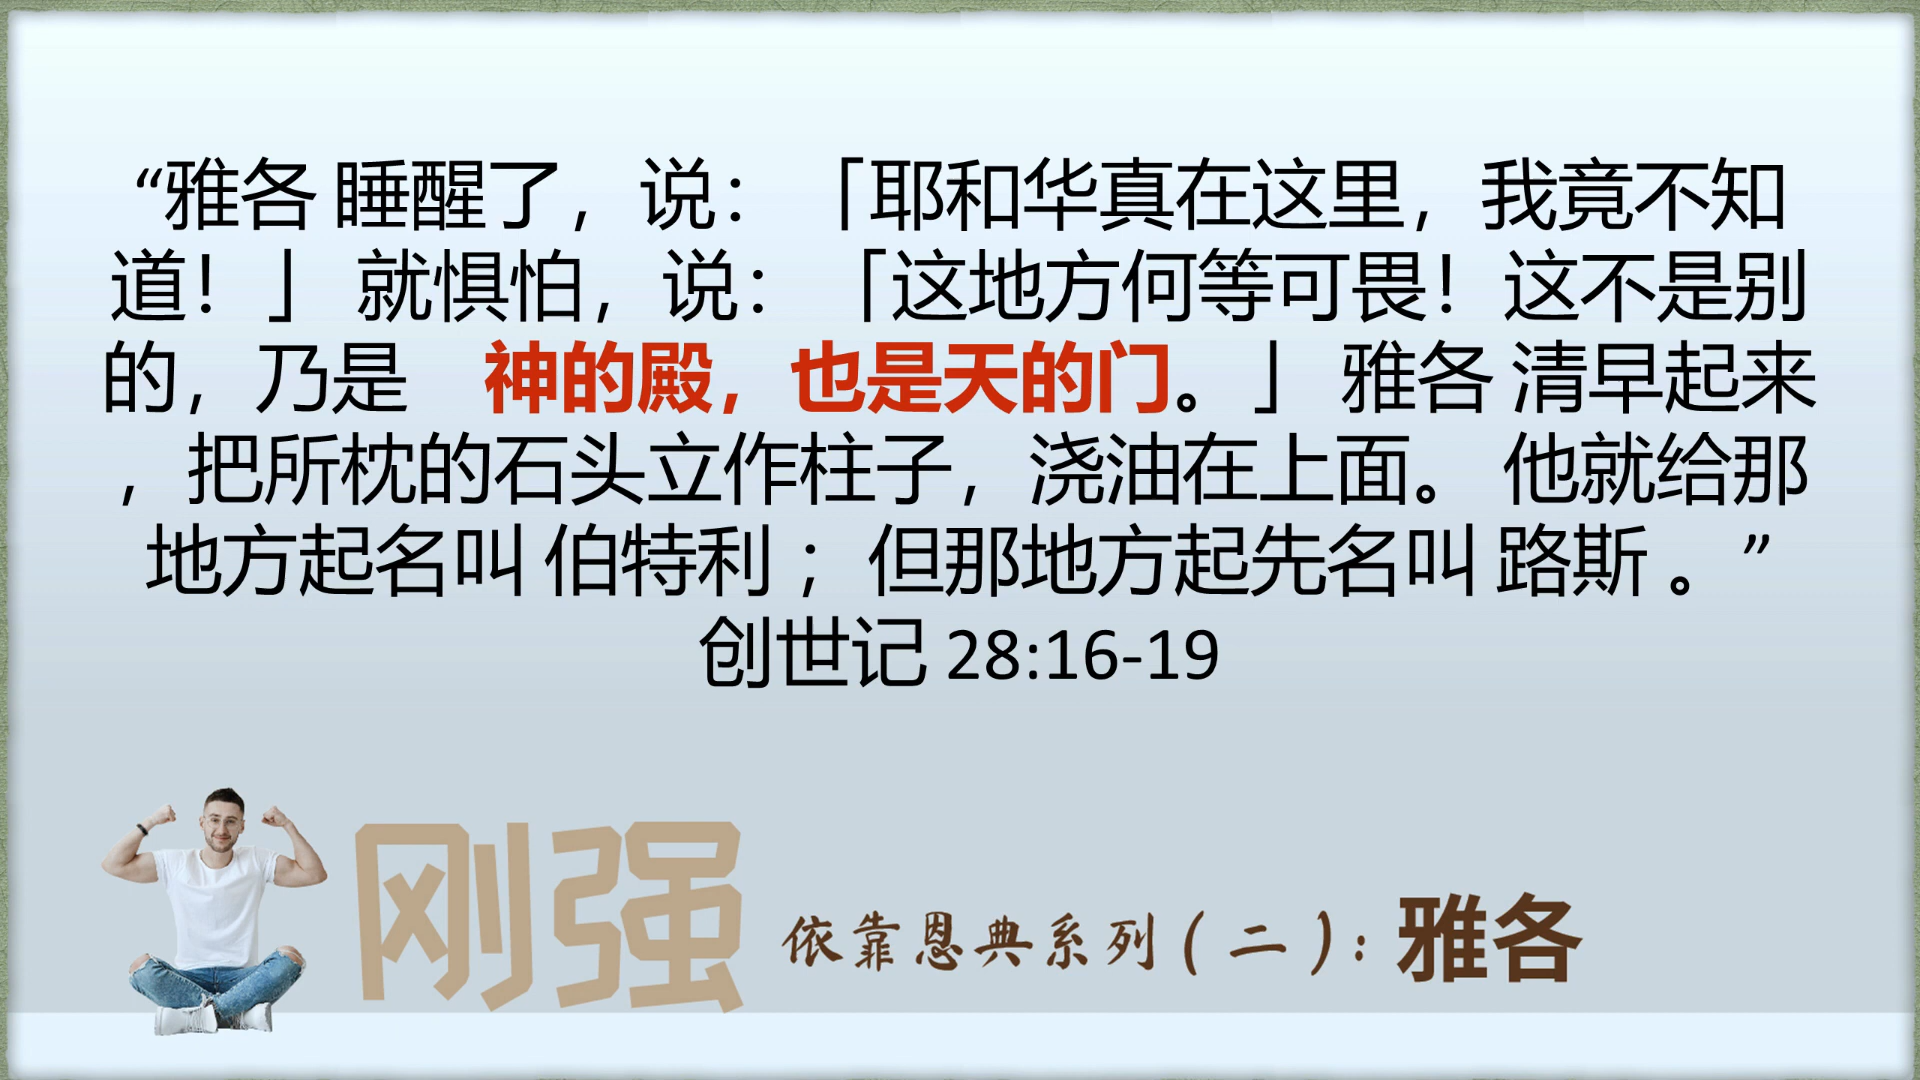 “雅各 睡醒了，说：「耶和华真在这里，我竟不知
道！」 就惧怕，说：「这地方何等可畏！这不是别
的，乃是　神的殿，也是天的门。」 雅各 清早起来
，把所枕的石头立作柱子，浇油在上面。 他就给那
地方起名叫 伯特利 ；但那地方起先名叫 路斯 。”
创世记 28:16-19
刚强
依靠恩典系列(二)：雅各